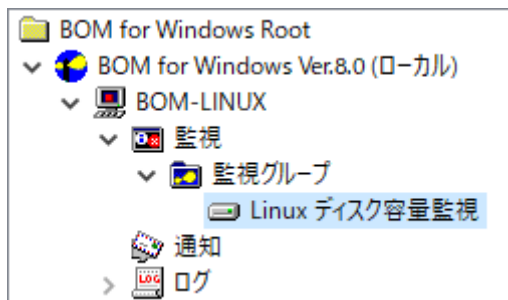 BOM for Windows Root
BOM for Windows Ver.8.0 (ローカル)
BOM-LINUX
監視
監視グループ
Linux ディスク容量監視
通知
LOG ログ